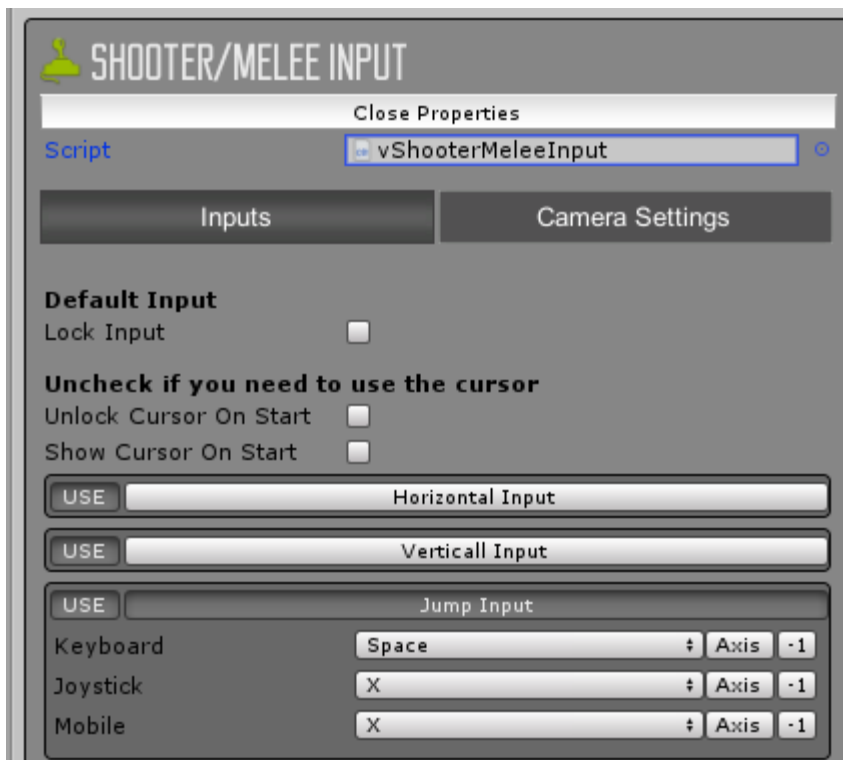 SHOOTER/MELEE INPUT
Close Properties
Script vShooterMeleeInput
Inputs Camera Settings
Default Input
Lock Input
Uncheck if you need to use the cursor
Unlock Cursor On Start
Show Cursor On Start
USE Horizontal Input
USE Verticall Input
USE Jump Input
Keyboard Space Axis -1
Joystick X Axis -1
Mobile X Axis -1